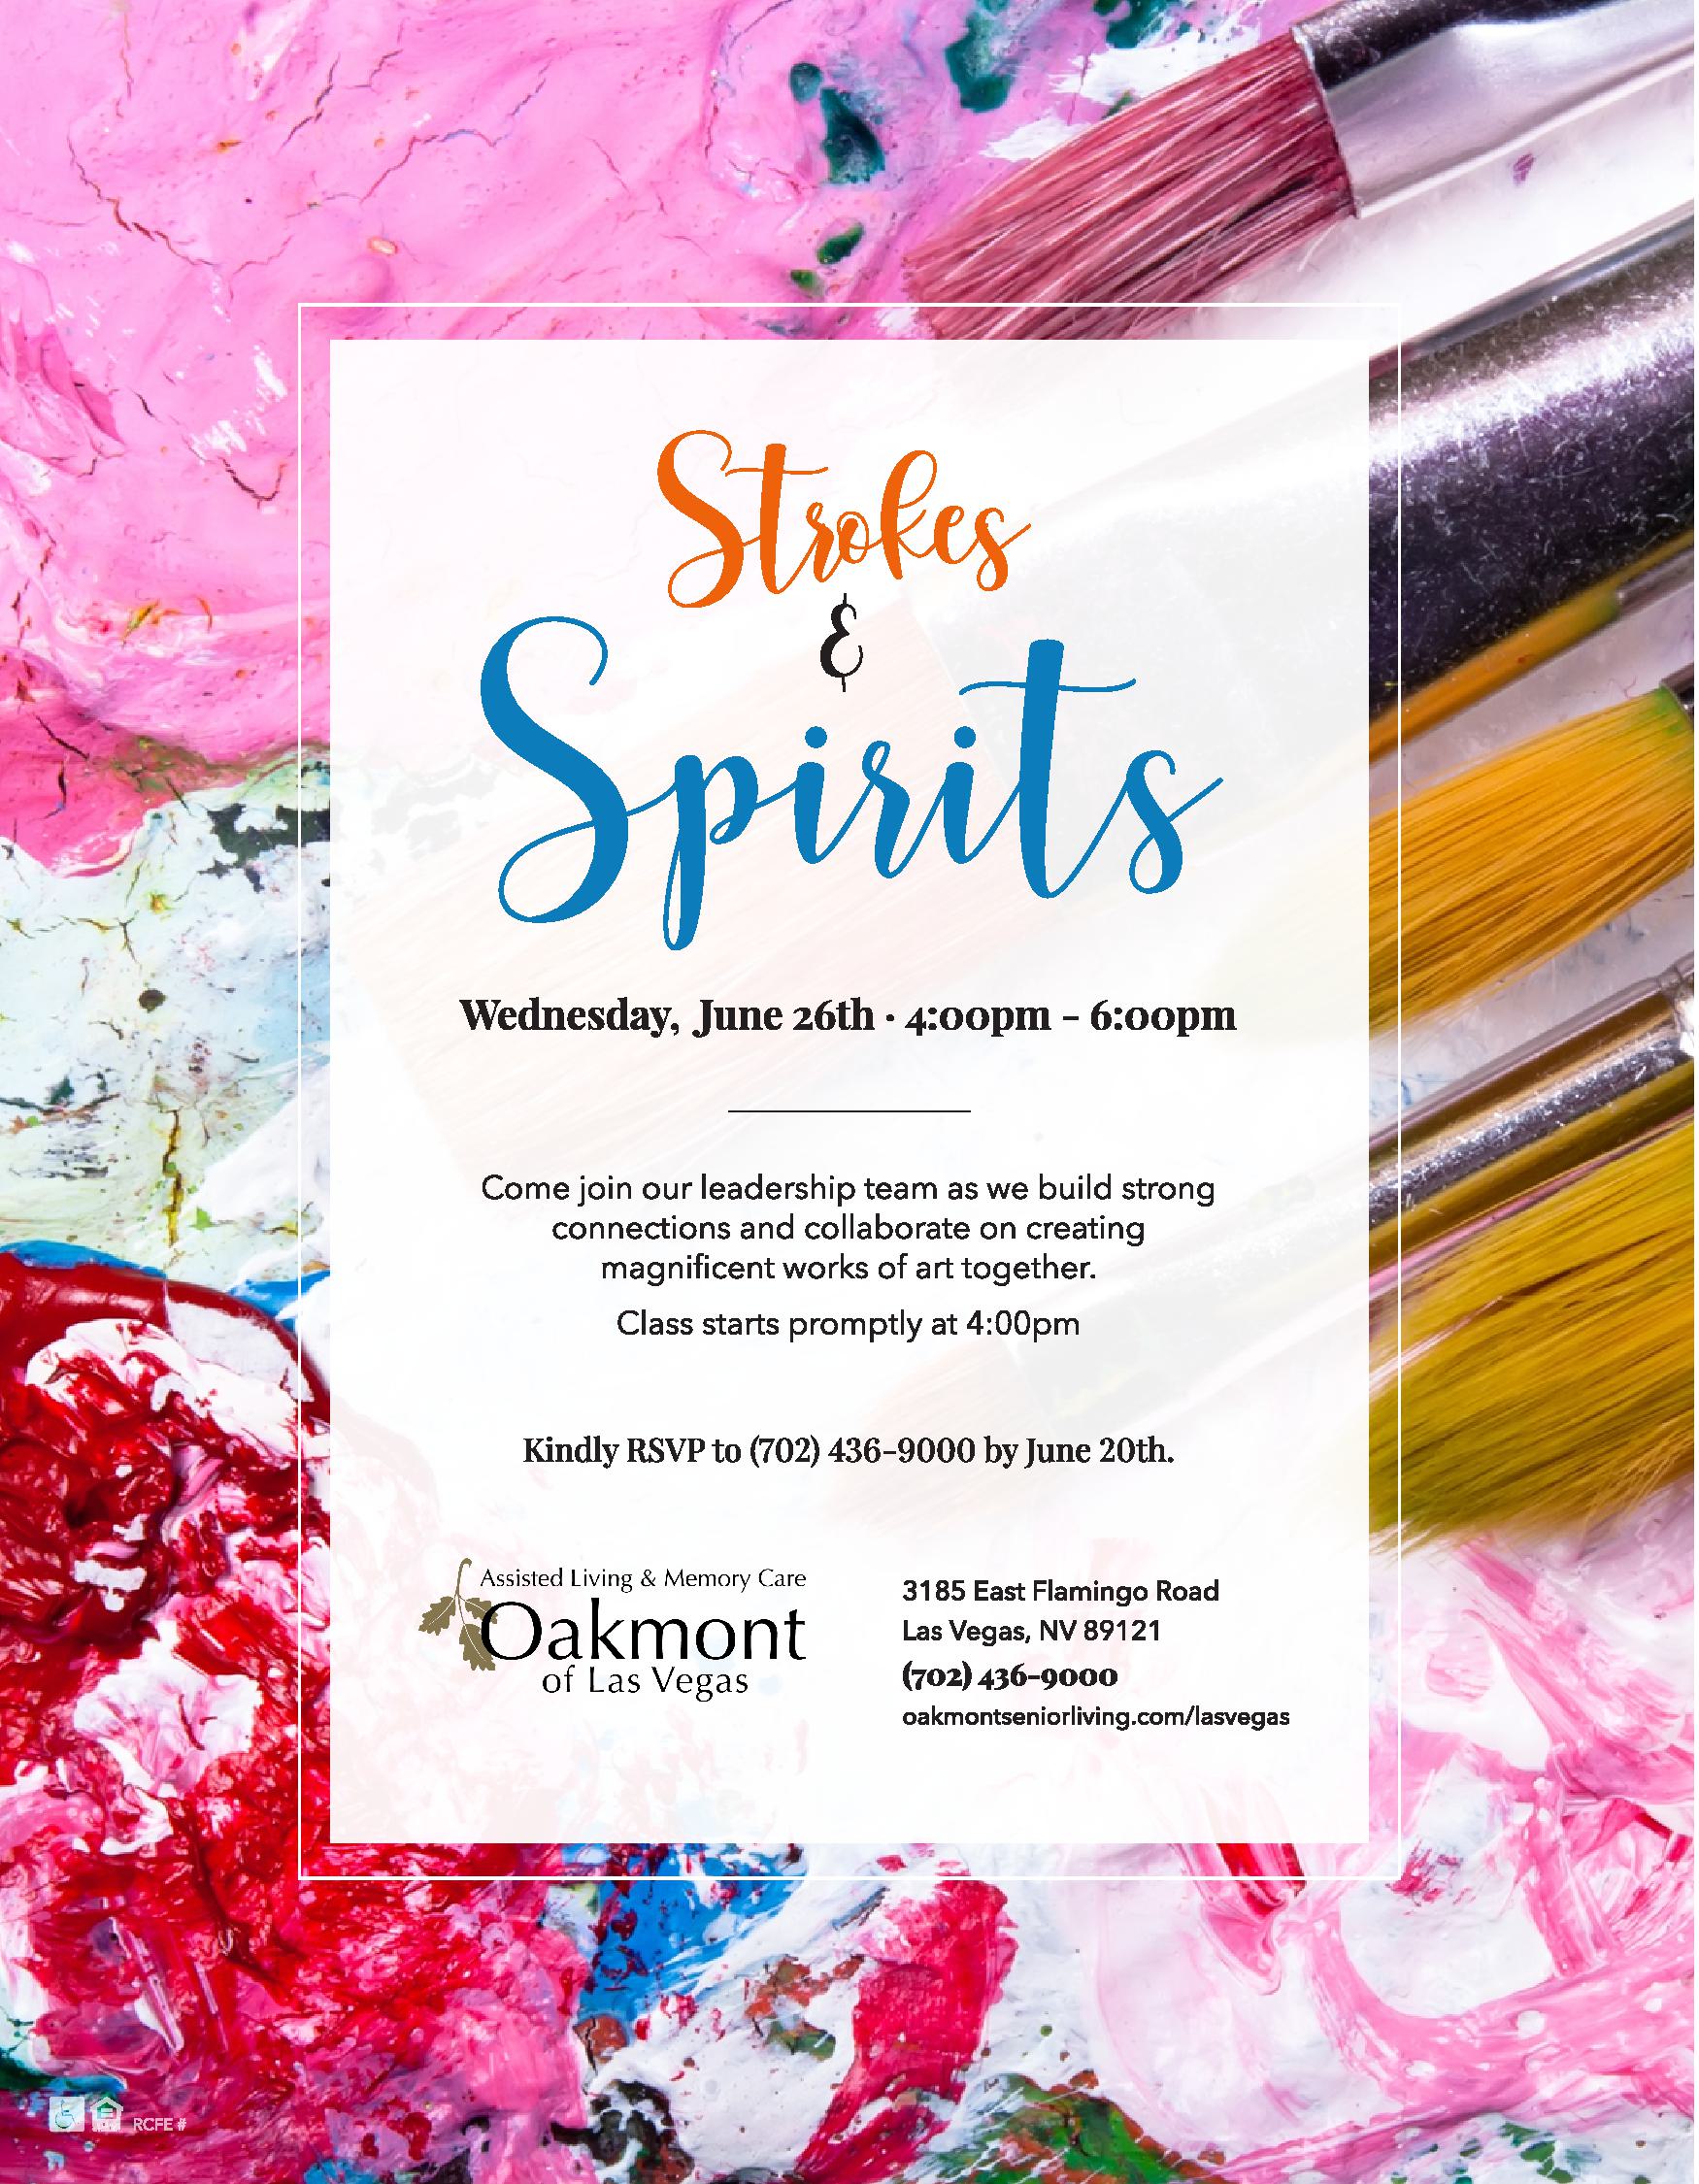 Strokes
&
Spirits
Wednesday, June 26th · 4:00pm - 6:00pm
Come join our leadership team as we build strong
connections and collaborate on creating
magnificent works of art together.
Class starts promptly at 4:00pm
Kindly RSVP to (702) 436-9000 by June 20th.
Assisted Living & Memory Care
Oakmont
of Las Vegas
3185 East Flamingo Road
Las Vegas, NV 89121
(702) 436-9000
oakmontseniorliving.com/lasvegas
RCFE #